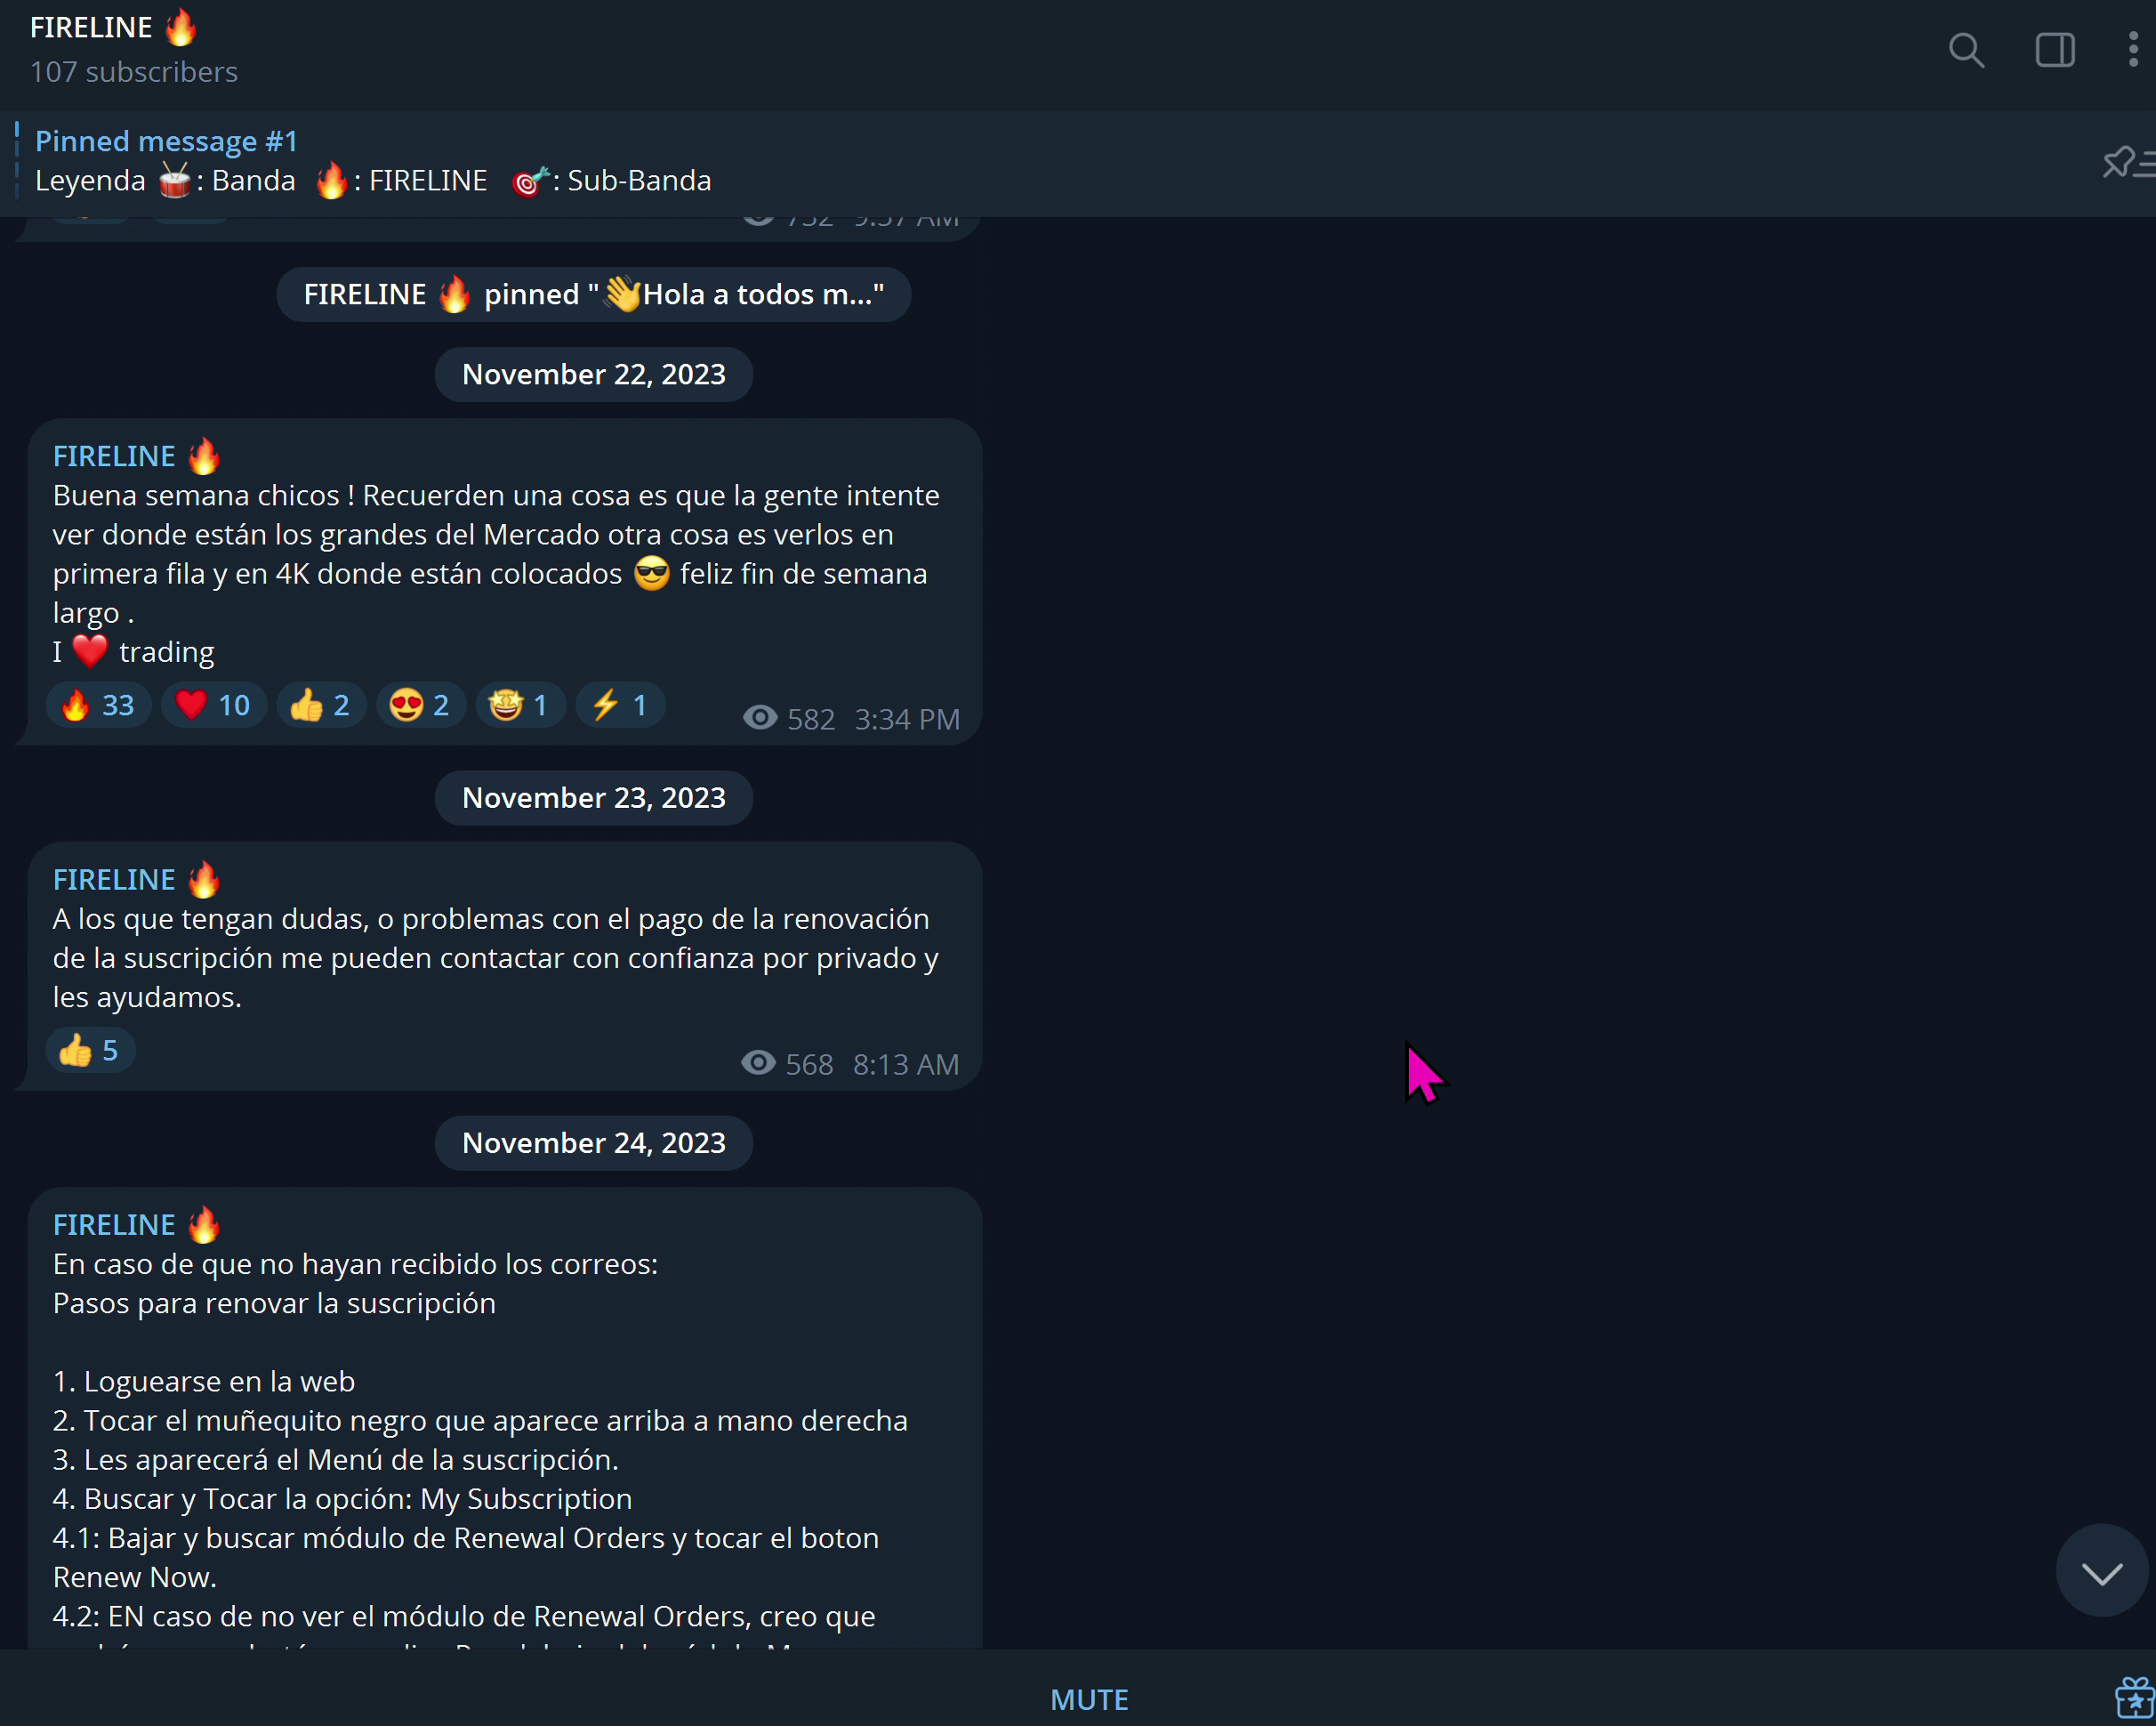 FIRELINE 🔥
107 subscribers
Pinned message #1
Leyenda 🥁: Banda 🔥: FIRELINE 🎯: Sub-Banda
732 9:37 AM
FIRELINE 🔥 pinned "👋Hola a todos m..."
November 22, 2023
FIRELINE 🔥
Buena semana chicos ! Recuerden una cosa es que la gente intente
ver donde están los grandes del Mercado otra cosa es verlos en
primera fila y en 4K donde están colocados 😎 feliz fin de semana
largo .
I ❤️ trading
🔥 33 ❤️ 10 👍 2 😍 2 🤩 1 ⚡ 1 582 3:34 PM
November 23, 2023
FIRELINE 🔥
A los que tengan dudas, o problemas con el pago de la renovación
de la suscripción me pueden contactar con confianza por privado y
les ayudamos.
👍 5 568 8:13 AM
November 24, 2023
FIRELINE 🔥
En caso de que no hayan recibido los correos:
Pasos para renovar la suscripción
1. Loguearse en la web
2. Tocar el muñequito negro que aparece arriba a mano derecha
3. Les aparecerá el Menú de la suscripción.
4. Buscar y Tocar la opción: My Subscription
4.1: Bajar y buscar módulo de Renewal Orders y tocar el boton
Renew Now.
4.2: EN caso de no ver el módulo de Renewal Orders, creo que
MUTE